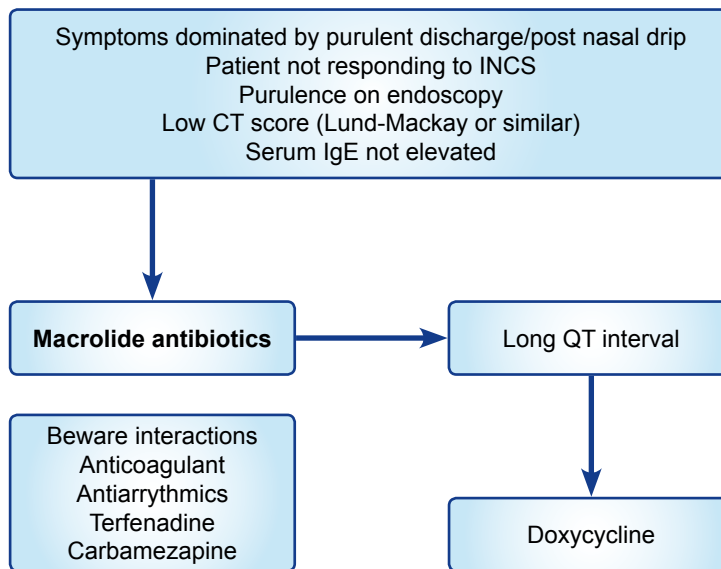 Symptoms dominated by purulent discharge/post nasal drip
Patient not responding to INCS
Purulence on endoscopy
Low CT score (Lund-Mackay or similar)
Serum IgE not elevated
Macrolide antibiotics
Long QT interval
Beware interactions
Anticoagulant
Antiarrythmics
Terfenadine
Carbamezapine
Doxycycline